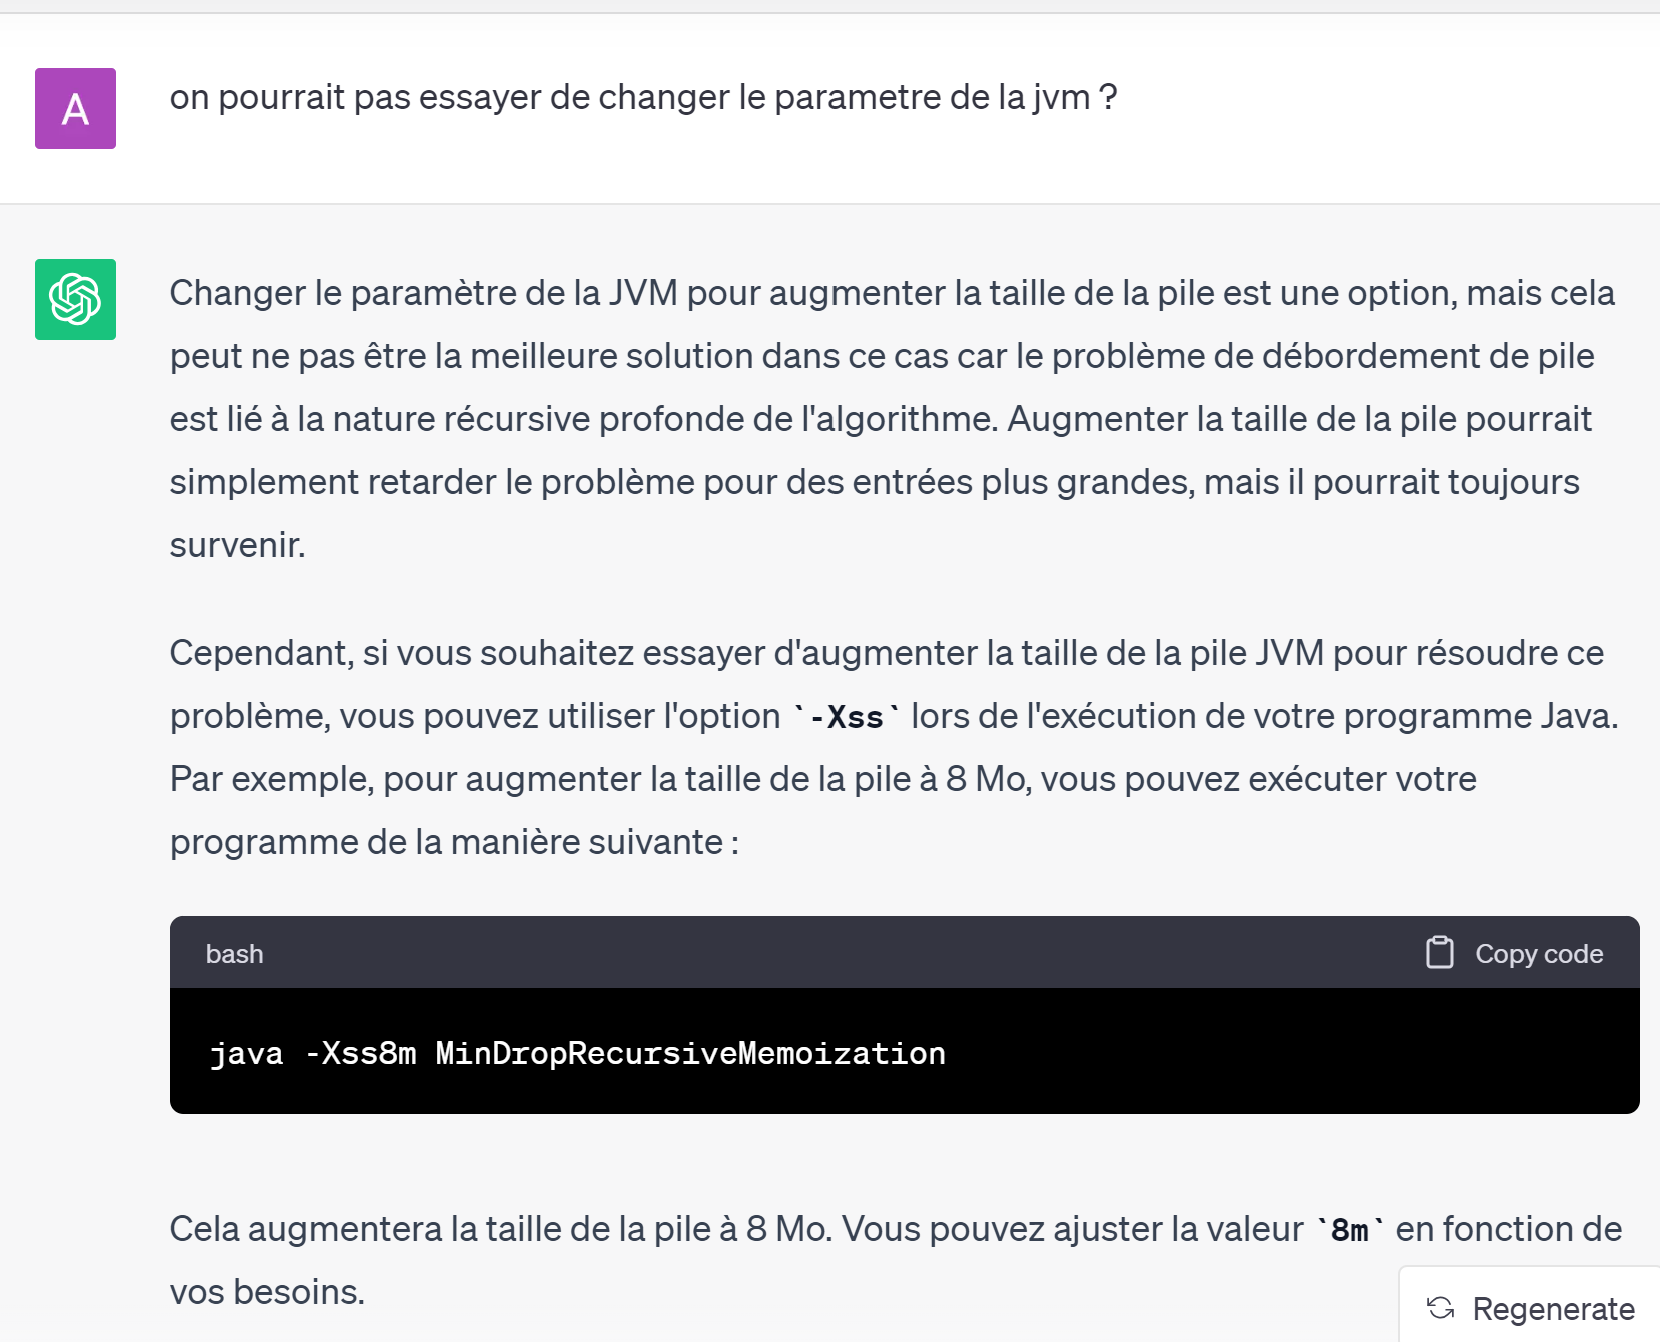 A
on pourrait pas essayer de changer le parametre de la jvm ?
Changer le paramètre de la JVM pour augmenter la taille de la pile est une option, mais cela
peut ne pas être la meilleure solution dans ce cas car le problème de débordement de pile
est lié à la nature récursive profonde de l'algorithme. Augmenter la taille de la pile pourrait
simplement retarder le problème pour des entrées plus grandes, mais il pourrait toujours
survenir.
Cependant, si vous souhaitez essayer d'augmenter la taille de la pile JVM pour résoudre ce
problème, vous pouvez utiliser l'option `-Xss` lors de l'exécution de votre programme Java.
Par exemple, pour augmenter la taille de la pile à 8 Mo, vous pouvez exécuter votre
programme de la manière suivante :
bash Copy code
java -Xss8m MinDropRecursiveMemoization
Cela augmentera la taille de la pile à 8 Mo. Vous pouvez ajuster la valeur `8m` en fonction de
vos besoins.
Regenerate